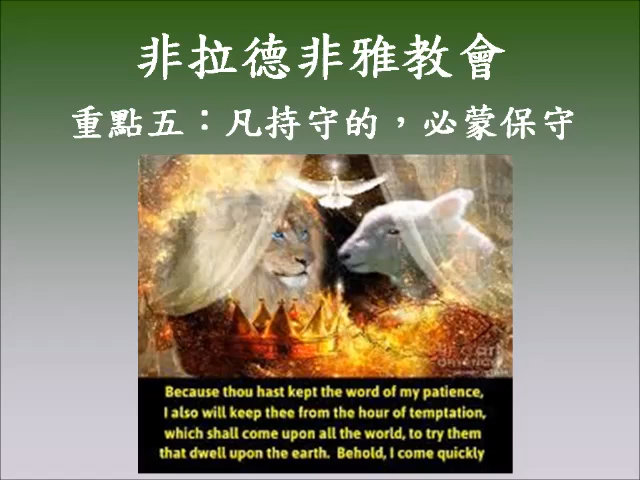 非拉德非雅教會
重點五：凡持守的，必蒙保守
Because thou hast kept the word of my patience,
I also will keep thee from the hour of temptation,
which shall come upon all the world, to try them
that dwell upon the earth. Behold, I come quickly